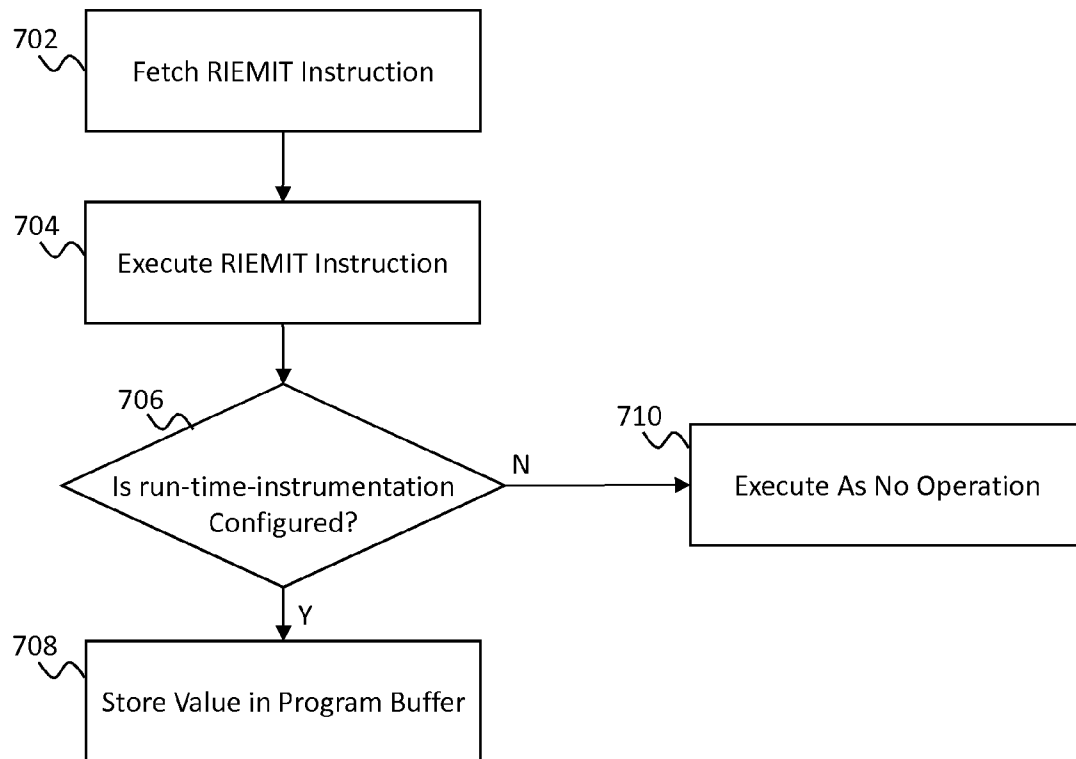 702
Fetch RIEMIT Instruction
704
Execute RIEMIT Instruction
706
Is run-time-instrumentation
Configured?
N
710
Execute As No Operation
Y
708
Store Value in Program Buffer